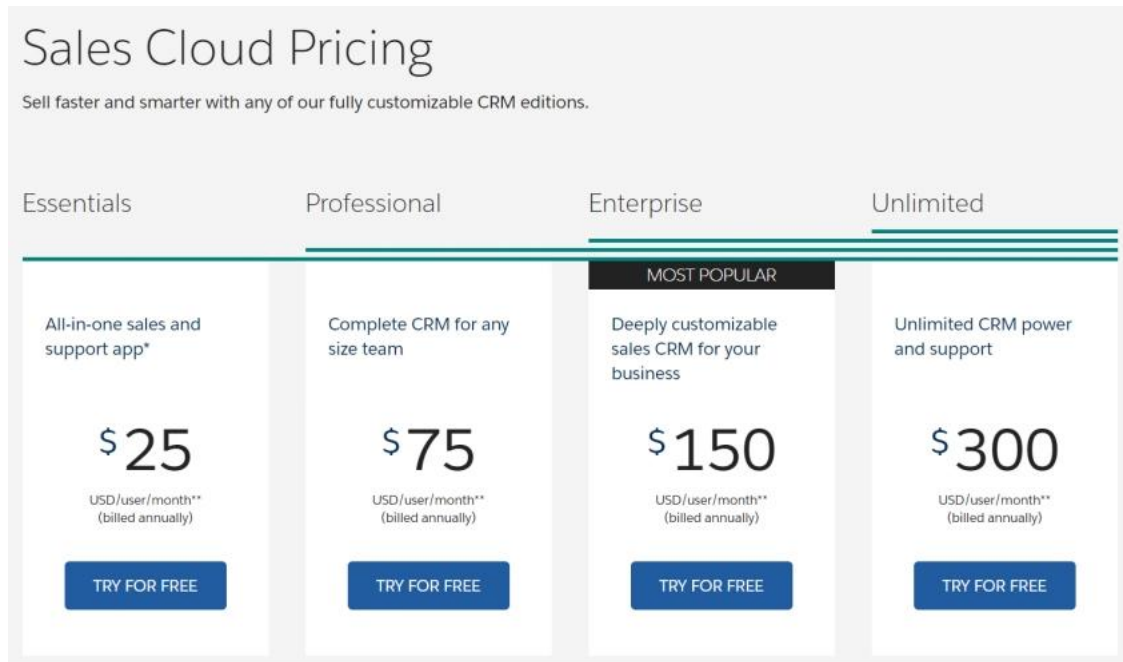 Sales Cloud Pricing
Sell faster and smarter with any of our fully customizable CRM editions.
Essentials
Professional
Enterprise
Unlimited
All-in-one sales and
support app*
$25
USD/user/month**
(billed annually)
TRY FOR FREE
Complete CRM for any
size team
$75
USD/user/month**
(billed annually)
TRY FOR FREE
MOST POPULAR
Deeply customizable
sales CRM for your
business
$150
USD/user/month**
(billed annually)
TRY FOR FREE
Unlimited CRM power
and support
$300
USD/user/month**
(billed annually)
TRY FOR FREE